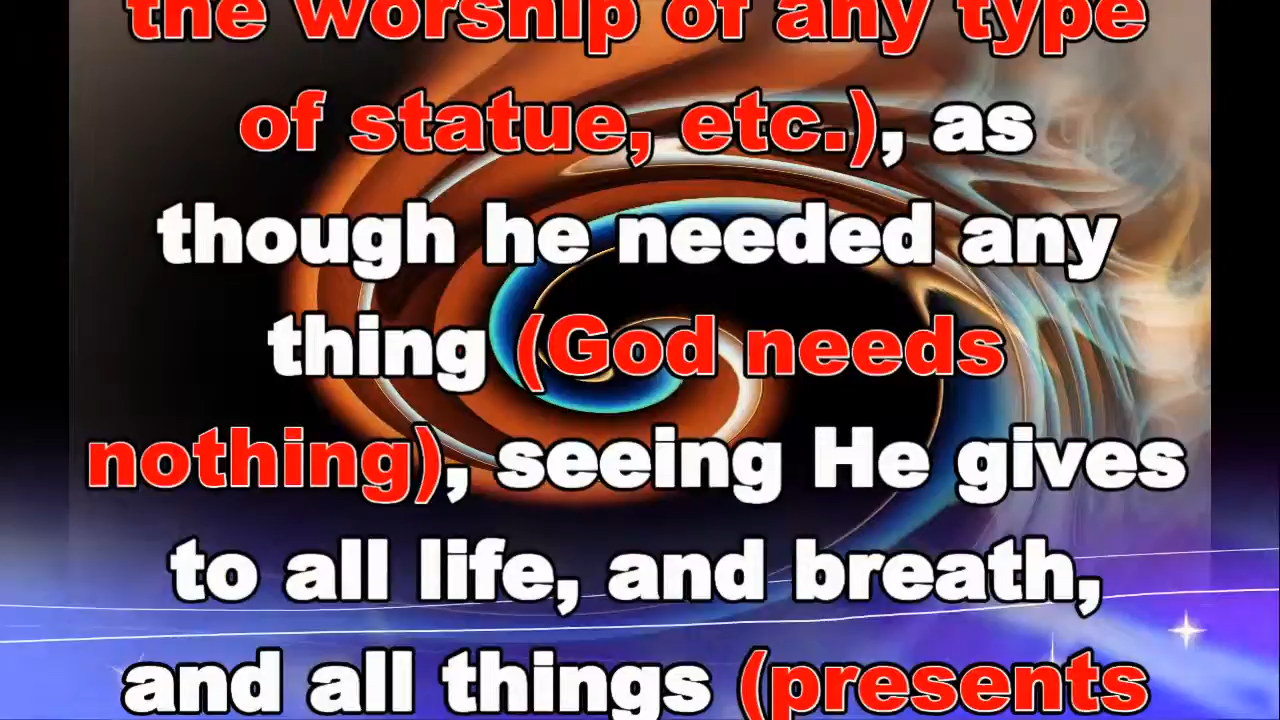 the worship of any type
of statue, etc.), as
though he needed any
thing (God needs
nothing), seeing He gives
to all life, and breath,
and all things (presents